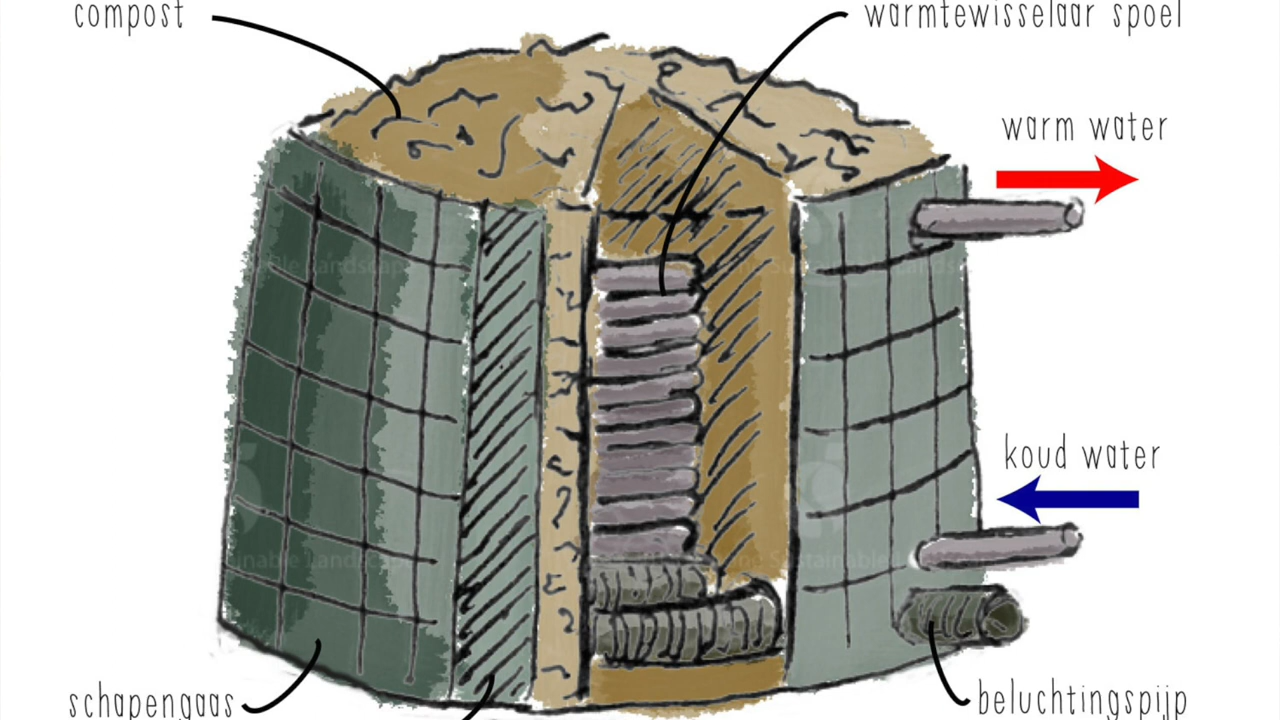 compost
warmtewisselaar spoel
warm water
koud water
schapengaas
beluchtingspijp